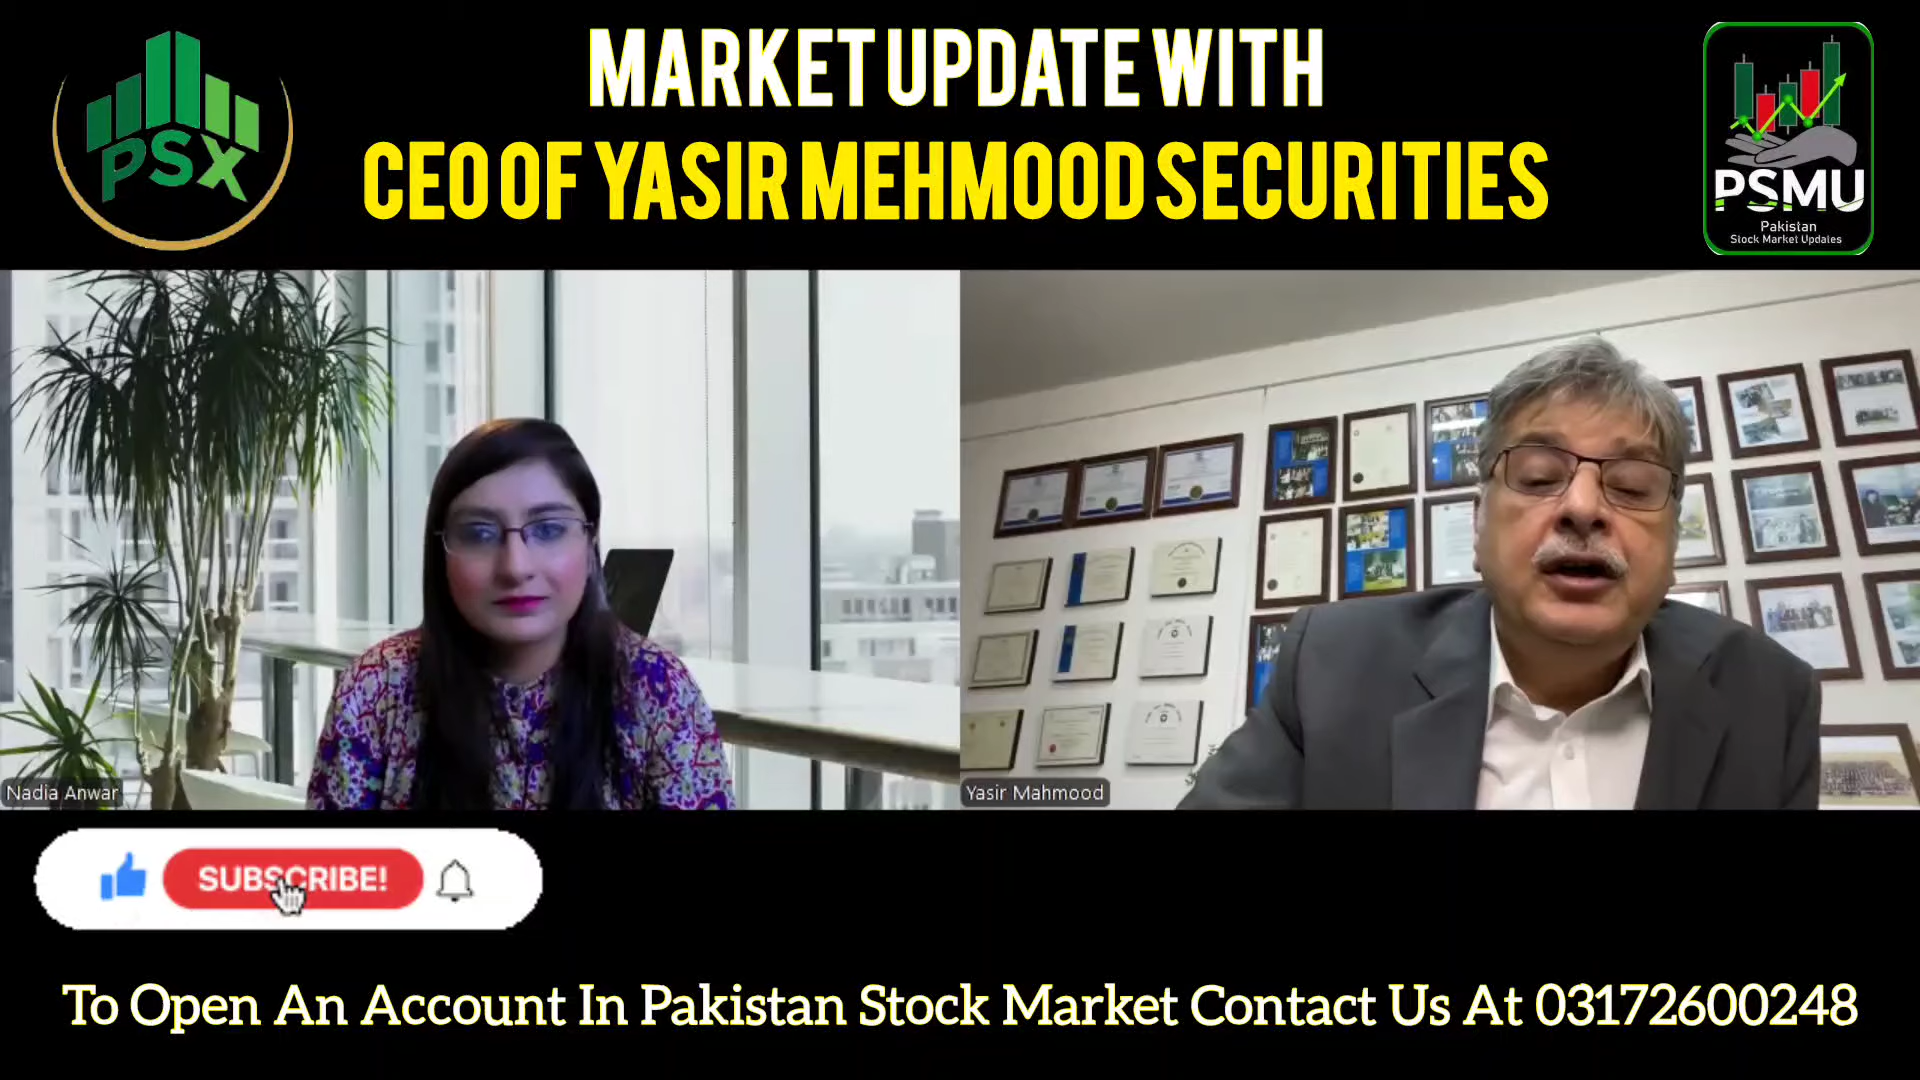 MARKET UPDATE WITH
CEO OF YASIR MEHMOOD SECURITIES
PSX
PSMU
Pakistan
Stock Market Updates
Nadia Anwar
Yasir Mahmood
SUBSCRIBE!
To Open An Account In Pakistan Stock Market Contact Us At 03172600248